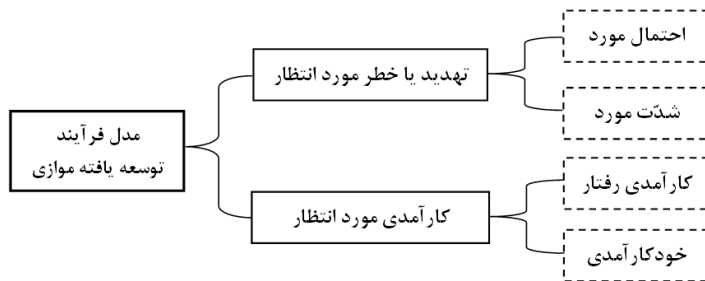 احتمال مورد
تهدید یا خطر مورد انتظار
شدّت مورد
مدل فرآیند
توسعه یافته موازی
کارآمدی رفتار
کارآمدی مورد انتظار
خودکارآمدی